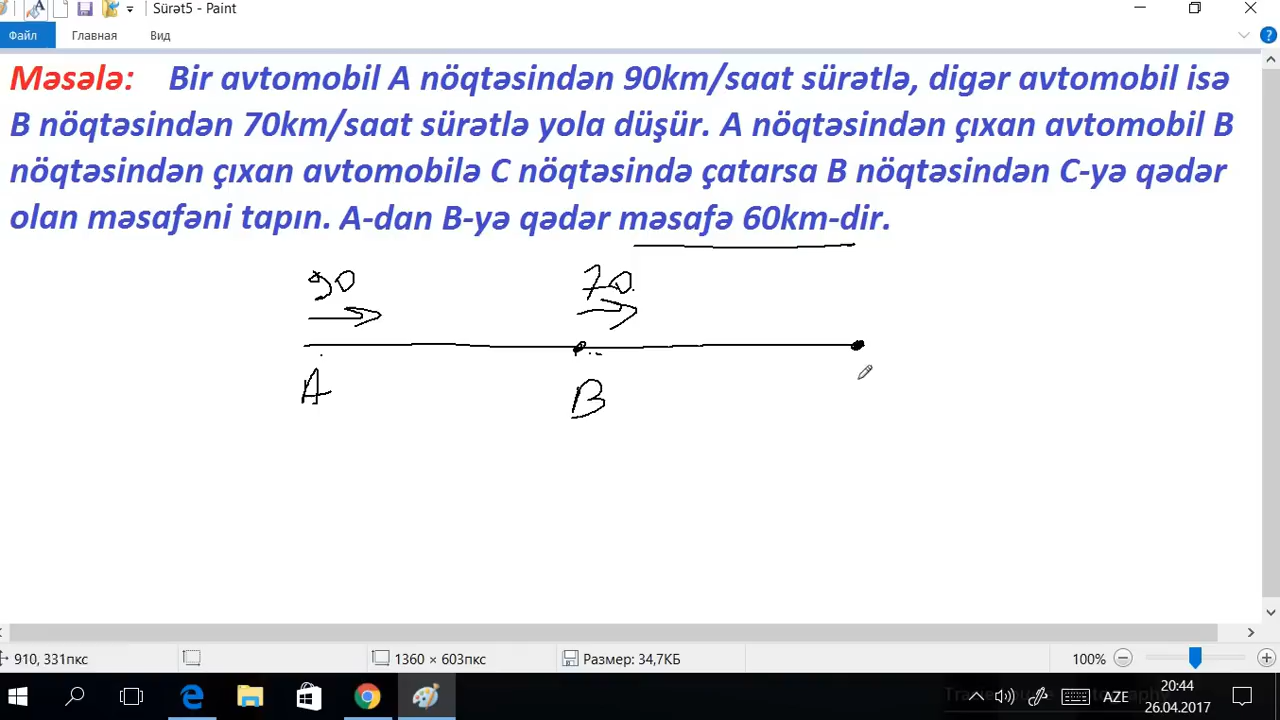 Sürət5 - Paint
Файл Главная Вид
Məsələ: Bir avtomobil A nöqtəsindən 90km/saat sürətlə, digər avtomobil isə
B nöqtəsindən 70km/saat sürətlə yola düşür. A nöqtəsindən çıxan avtomobil B
nöqtəsindən çıxan avtomobilə C nöqtəsində çatarsa B nöqtəsindən C-yə qədər
olan məsafəni tapın. A-dan B-yə qədər məsafə 60km-dir.
90 70
A B
910, 331пкс 1360 × 603пкс Размер: 34,7КБ 100%
AZE 20:44
26.04.2017